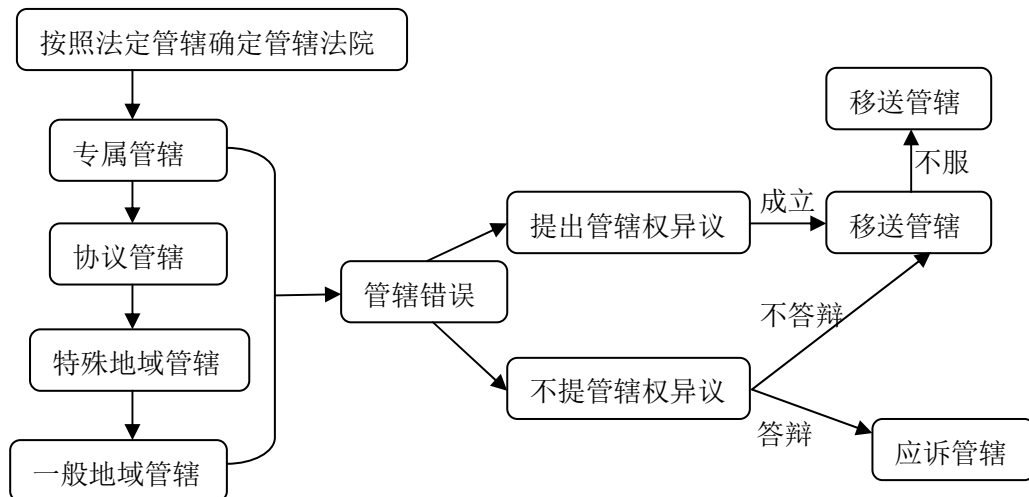 按照法定管辖确定管辖法院
专属管辖
协议管辖
特殊地域管辖
一般地域管辖
管辖错误
提出管辖权异议
成立
移送管辖
不服
移送管辖
不提管辖权异议
不答辩
答辩
应诉管辖